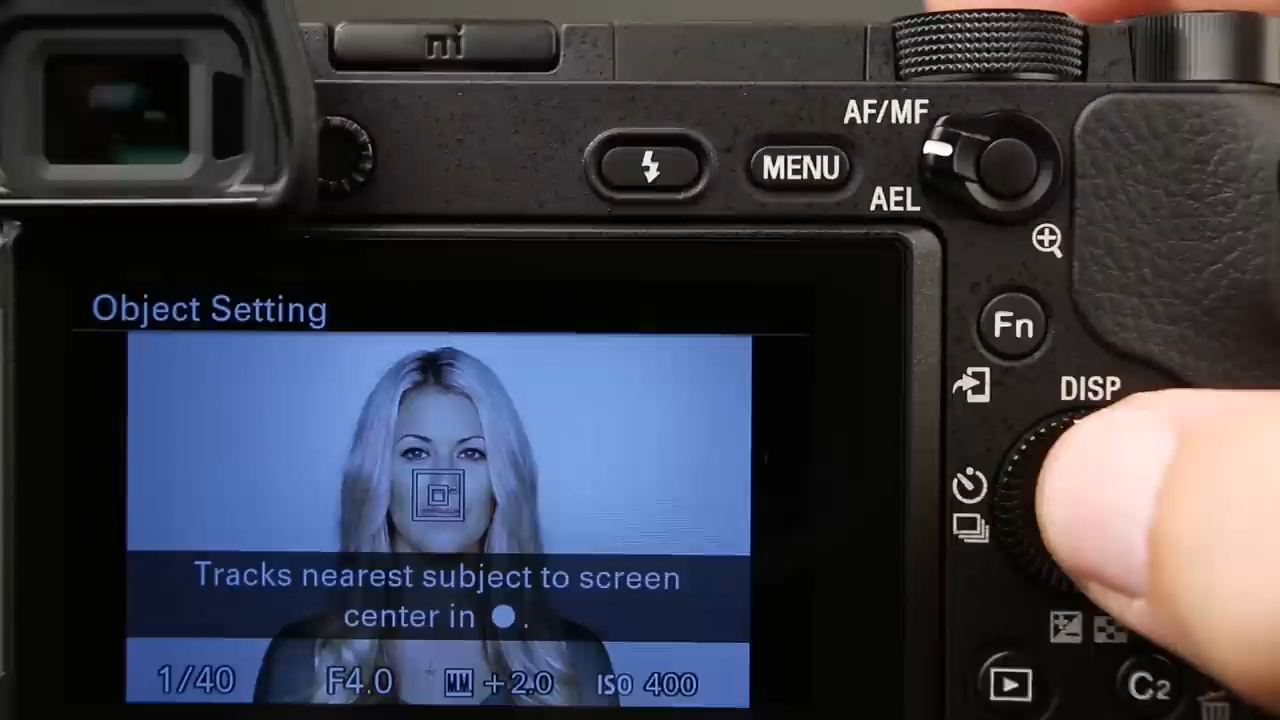 mi
AF/MF
MENU
AEL
Fn
DISP
Object Setting
Tracks nearest subject to screen
center in ●.
1/40 F4.0 M.M. +2.0 ISO 400
C2